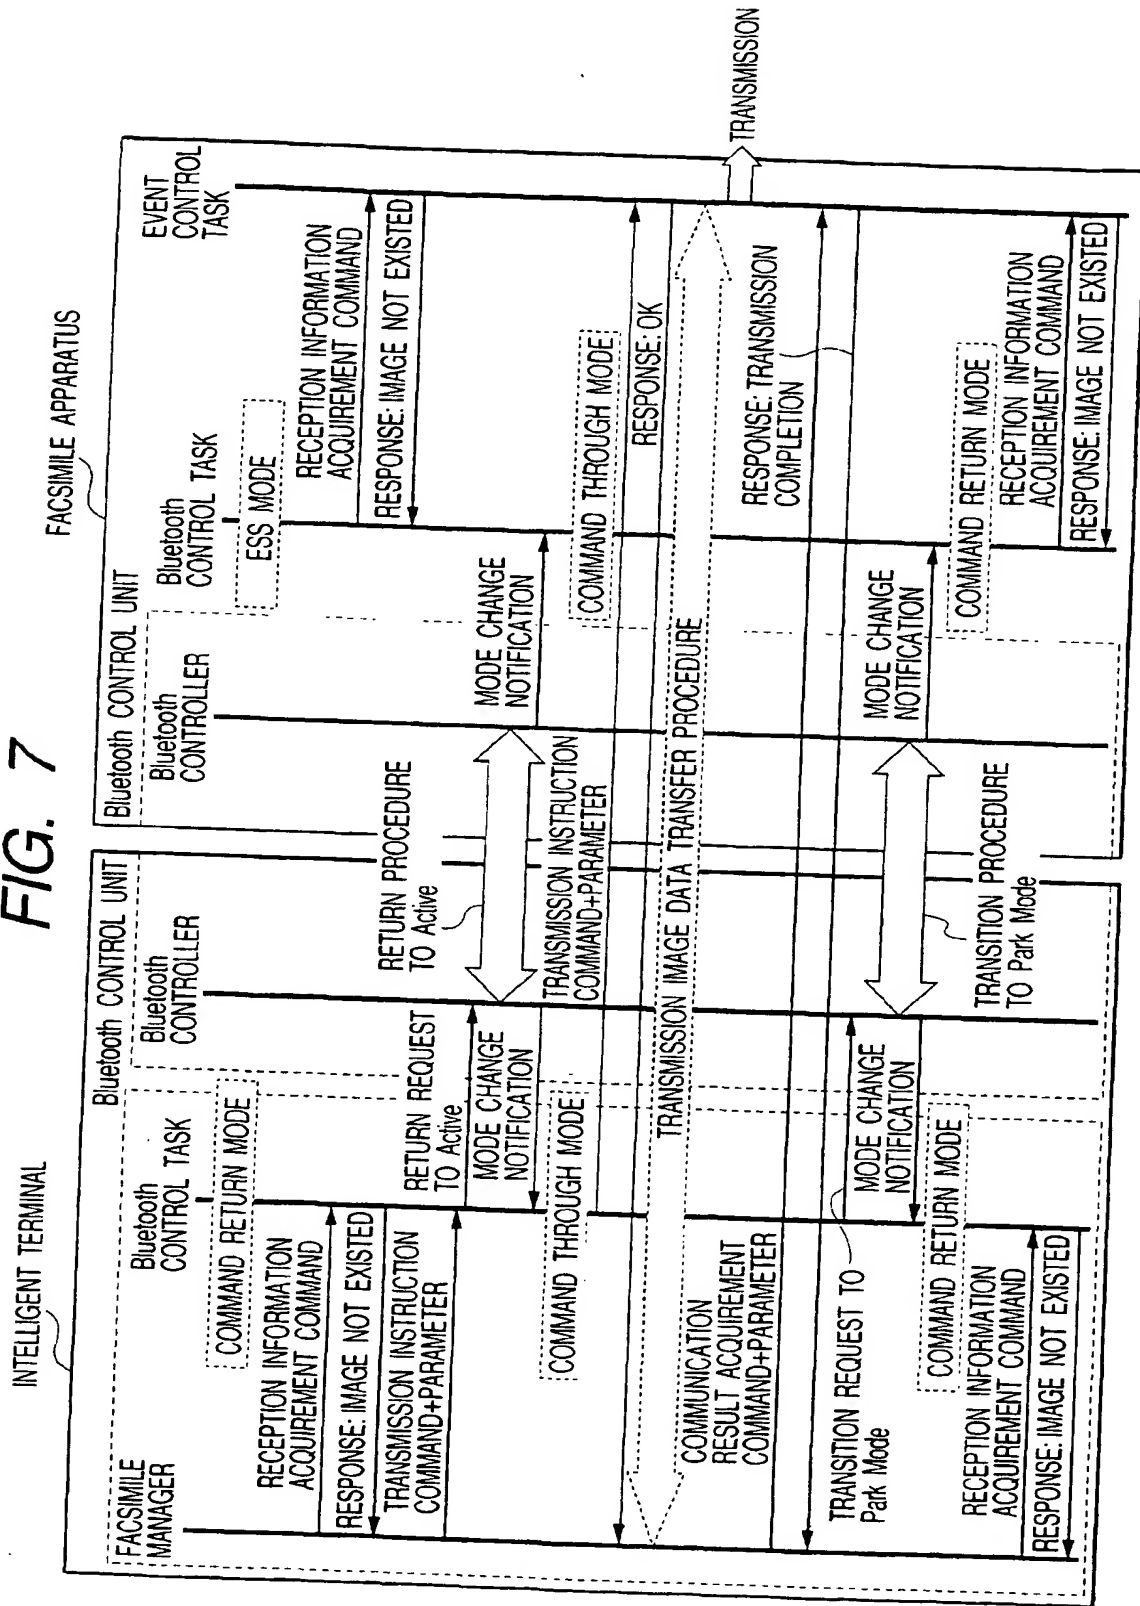 FIG. 7
INTELLIGENT TERMINAL
FACSIMILE APPARATUS
FACSIMILE
MANAGER
Bluetooth CONTROL UNIT
Bluetooth
CONTROL TASK
Bluetooth
CONTROLLER
Bluetooth CONTROL UNIT
Bluetooth
CONTROLLER
Bluetooth
CONTROL TASK
EVENT
CONTROL
TASK
COMMAND RETURN MODE
ESS MODE
RECEPTION INFORMATION
ACQUIREMENT COMMAND
RESPONSE: IMAGE NOT EXISTED
TRANSMISSION INSTRUCTION
COMMAND+PARAMETER
RECEPTION INFORMATION
ACQUIREMENT COMMAND
RESPONSE: IMAGE NOT EXISTED
RETURN REQUEST
TO Active
RETURN PROCEDURE
TO Active
MODE CHANGE
NOTIFICATION
MODE CHANGE
NOTIFICATION
COMMAND THROUGH MODE
TRANSMISSION INSTRUCTION
COMMAND+PARAMETER
COMMAND THROUGH MODE
RESPONSE: OK
TRANSMISSION IMAGE DATA TRANSFER PROCEDURE
TRANSMISSION
COMMUNICATION
RESULT ACQUIREMENT
COMMAND+PARAMETER
RESPONSE: TRANSMISSION
COMPLETION
TRANSITION REQUEST TO
Park Mode
MODE CHANGE
NOTIFICATION
TRANSITION PROCEDURE
TO Park Mode
MODE CHANGE
NOTIFICATION
COMMAND RETURN MODE
COMMAND RETURN MODE
RECEPTION INFORMATION
ACQUIREMENT COMMAND
RESPONSE: IMAGE NOT EXISTED
RECEPTION INFORMATION
ACQUIREMENT COMMAND
RESPONSE: IMAGE NOT EXISTED